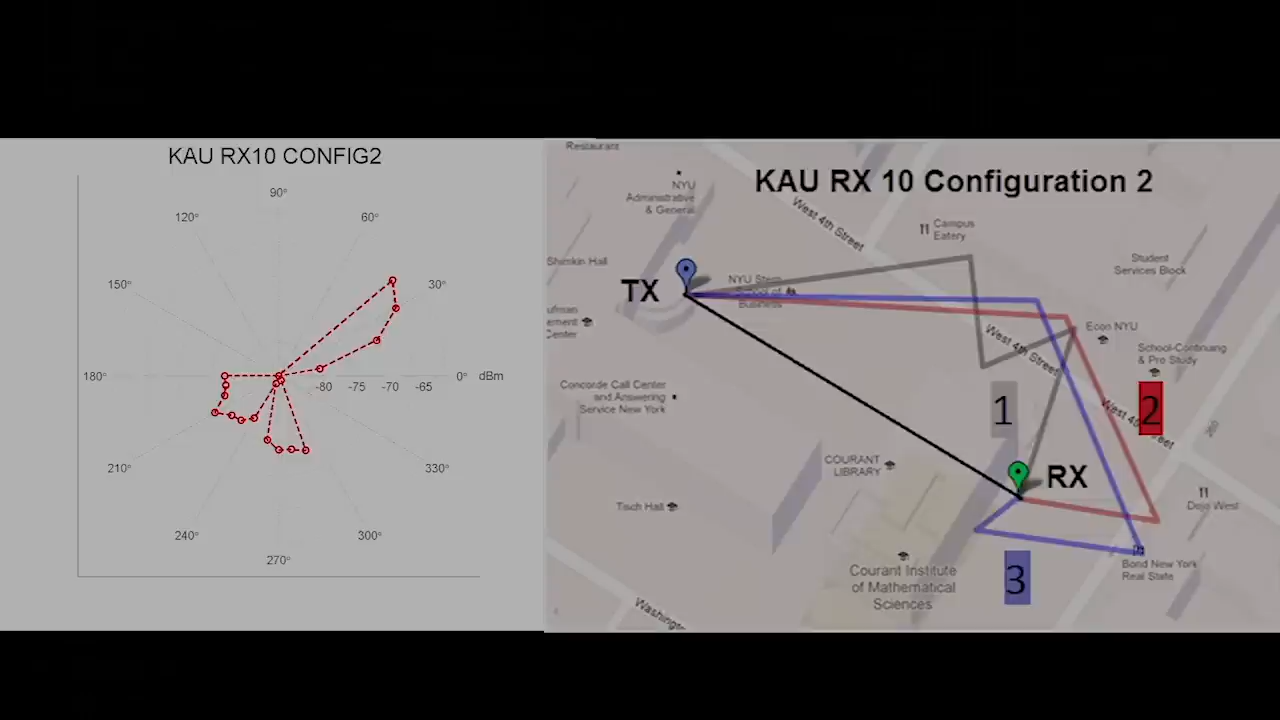 KAU RX10 CONFIG2
90°
120°
60°
150°
30°
180°
-80
-75
-70
-65
0°
dBm
210°
330°
240°
300°
270°
KAU RX 10 Configuration 2
Restaurant
NYU
Administrative
& General
West 4th Street
Campus
Eatery
Student
Services Block
Shimkin Hall
TX
NYU Stern
School of
Business
ement
Center
West 4th Street
Econ NYU
School-Continuing
& Pro Study
Concorde Call Center
and Answering
Service New York
1
2
West 4th Street
COURANT
LIBRARY
RX
Tisch Hall
Dojo West
Courant Institute
of Mathematical
Sciences
3
Bond New York
Real State
Washington